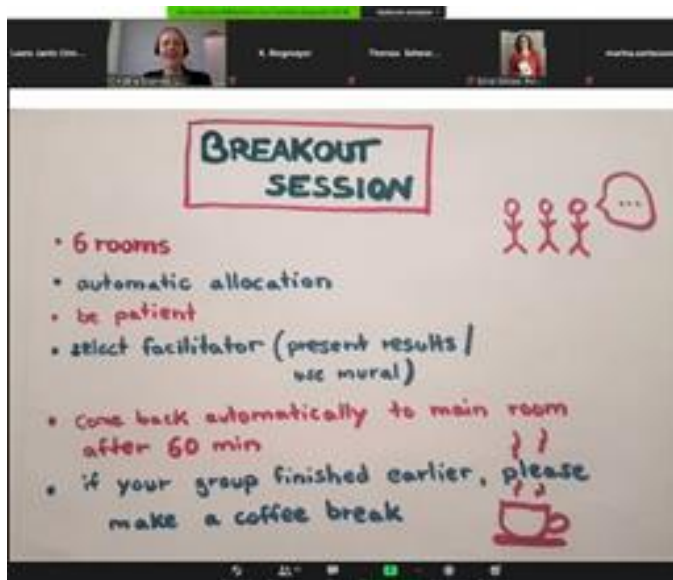 BREAKOUT
SESSION
• 6 rooms
• automatic allocation
• be patient
• select facilitator (present results /
use mural)
• come back automatically to main room
after 60 min
• if your group finished earlier, please
make a coffee break
...